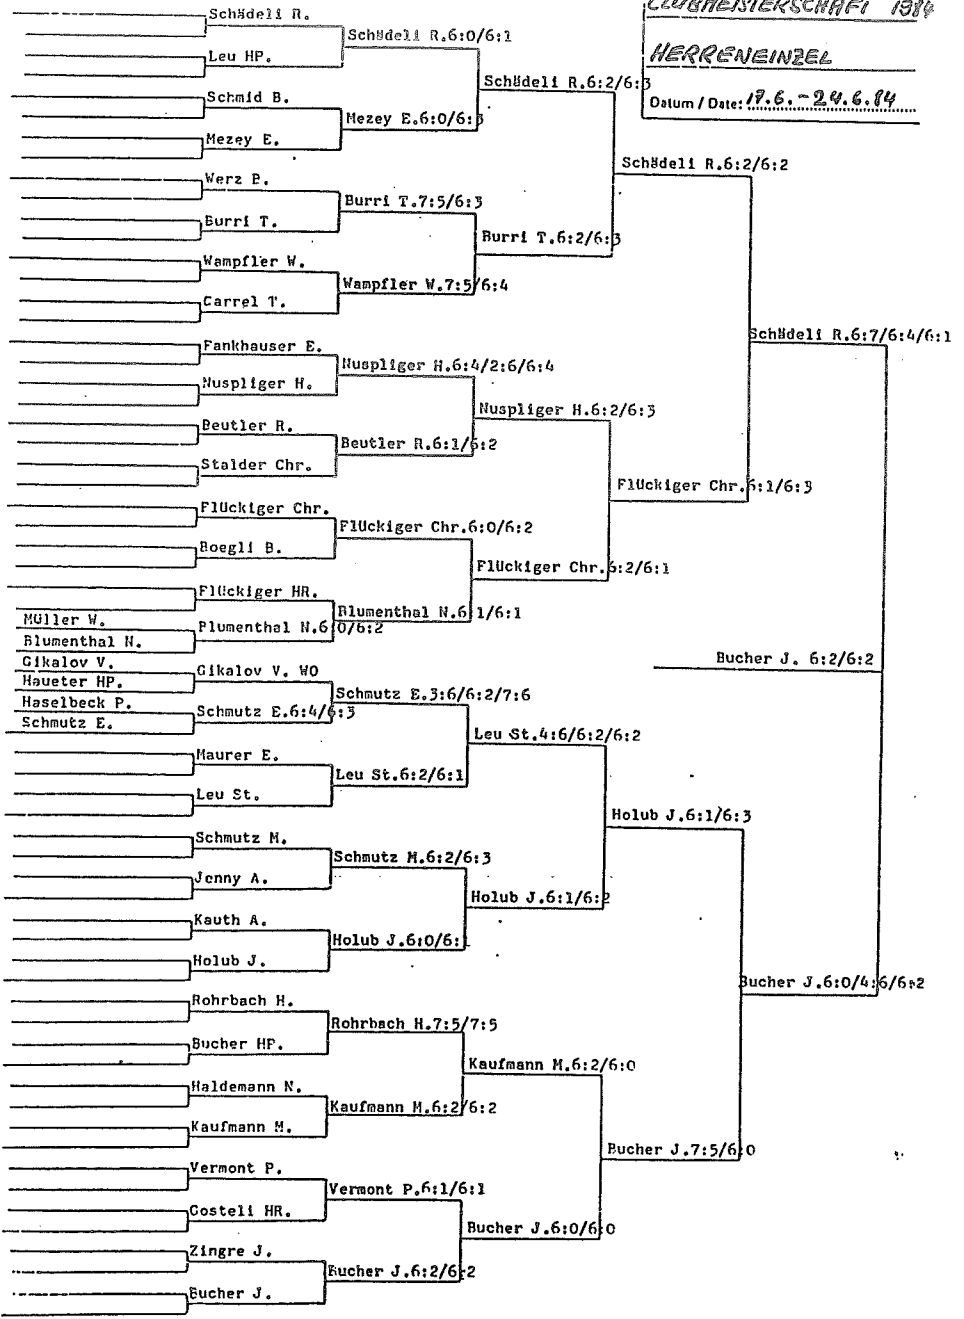 CLUBMEISTERSCHAFT 1984
HERRENEINZEL
Datum / Date: 17.6. - 24.6.84
Schädeli R.
Schädeli R.6:0/6:1
Leu HP.
Schädeli R.6:2/6:3
Schmid B.
Mezey E.6:0/6:3
Mezey E.
Schädeli R.6:2/6:2
Werz P.
Burri T.7:5/6:3
Burri T.
Burri T.6:2/6:3
Wampfler W.
Wampfler W.7:5/6:4
Carrel T.
Schädeli R.6:7/6:4/6:1
Fankhauser E.
Nuspliger H.6:4/2:6/6:4
Nuspliger H.
Nuspliger H.6:2/6:3
Beutler R.
Beutler R.6:1/6:2
Stalder Chr.
Flückiger Chr.6:1/6:3
Flückiger Chr.
Flückiger Chr.6:0/6:2
Boegli B.
Flückiger Chr.6:2/6:1
Flückiger HR.
Blumenthal N.6:1/6:1
Müller W.
Blumenthal N.6:0/6:2
Blumenthal N.
Bucher J. 6:2/6:2
Gikalov V.
Gikalov V. WO
Haueter HP.
Schmutz E.3:6/6:2/7:6
Haselbeck P.
Schmutz E.6:4/6:3
Schmutz E.
Leu St.4:6/6:2/6:2
Maurer E.
Leu St.6:2/6:1
Leu St.
Holub J.6:1/6:3
Schmutz M.
Schmutz M.6:2/6:3
Jenny A.
Holub J.6:1/6:2
Kauth A.
Holub J.6:0/6:1
Holub J.
Bucher J.6:0/4:6/6:2
Rohrbach H.
Rohrbach H.7:5/7:5
Bucher HP.
Kaufmann M.6:2/6:0
Haldemann N.
Kaufmann M.6:2/6:2
Kaufmann M.
Bucher J.7:5/6:0
Vermont P.
Vermont P.6:1/6:1
Costeli HR.
Bucher J.6:0/6:0
Zingre J.
Bucher J.6:2/6:2
Bucher J.